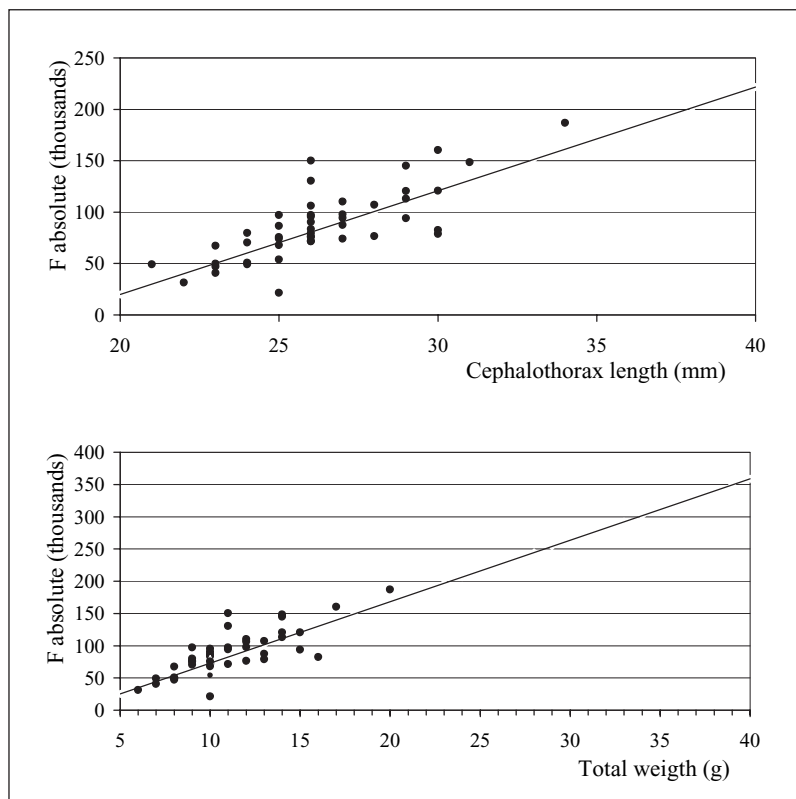 F absolute (thousands)
250
200
150
100
50
0
20 25 30 35 40
Cephalothorax length (mm)
F absolute (thousands)
400
350
300
250
200
150
100
50
0
5 10 15 20 25 30 35 40
Total weigth (g)